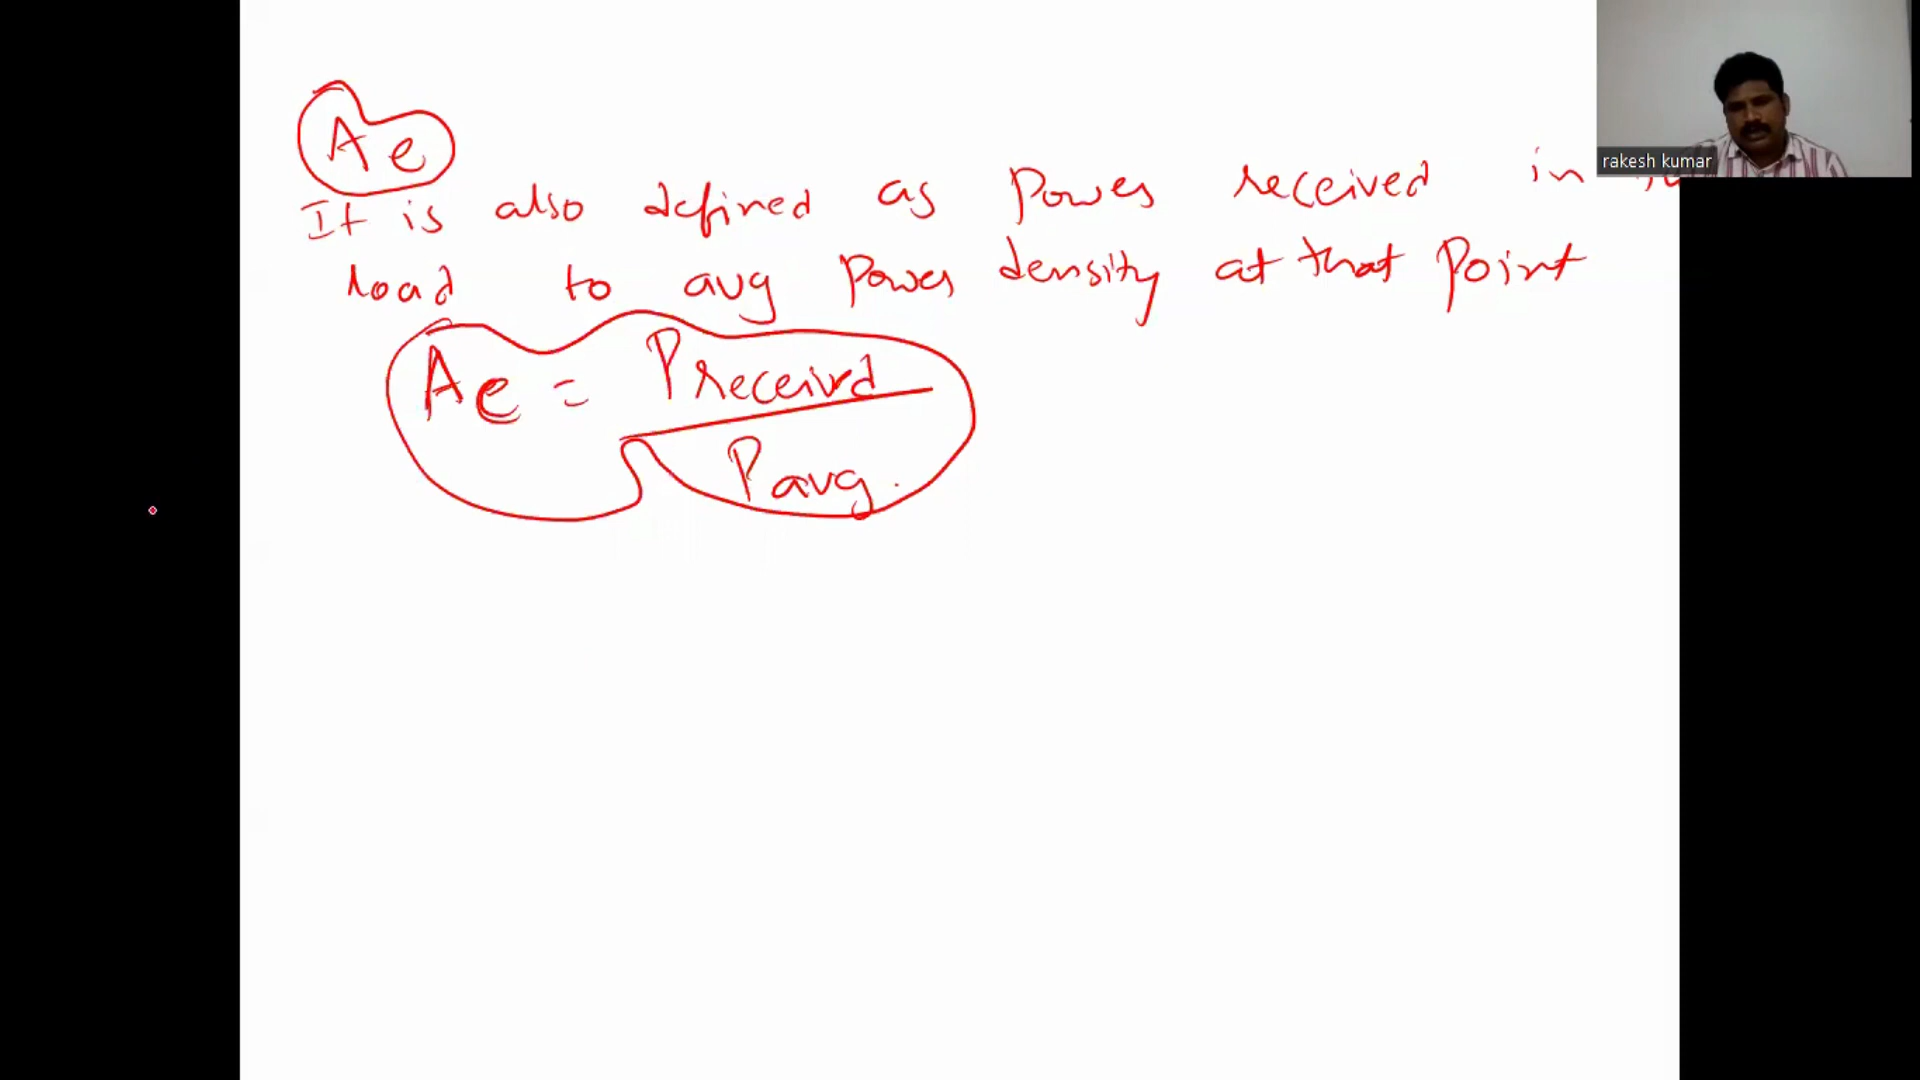 Ae
It is also defined as Power received in
load to avg Power density at that Point
Ae = Preceivd
Pavg.
rakesh kumar